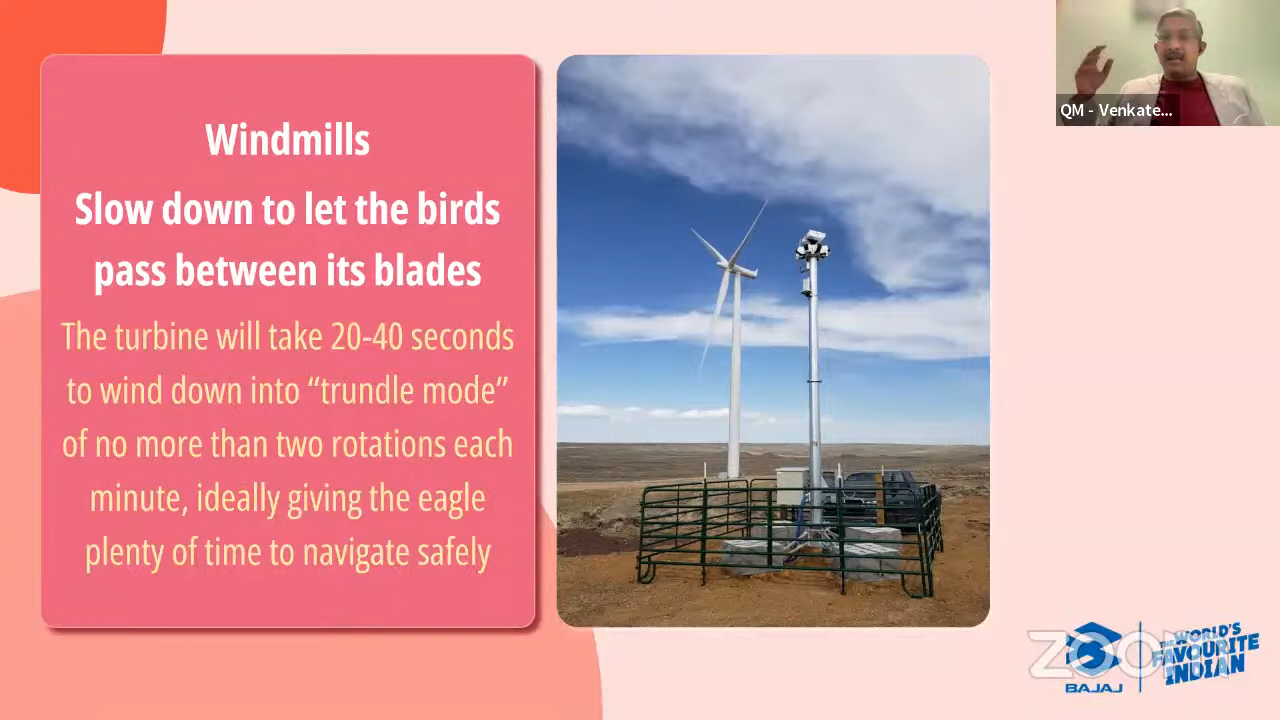 Windmills
Slow down to let the birds
pass between its blades
The turbine will take 20-40 seconds
to wind down into “trundle mode”
of no more than two rotations each
minute, ideally giving the eagle
plenty of time to navigate safely
QM - Venkate...
zoom
BAJAJ
THE WORLD'S
FAVOURITE
INDIAN